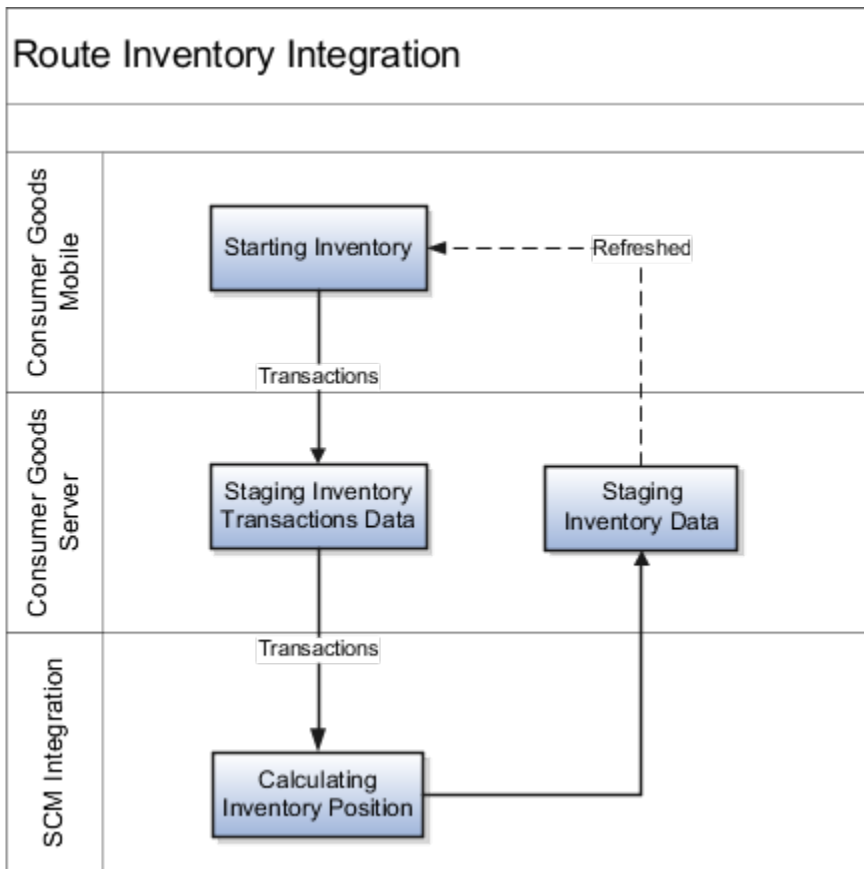 Route Inventory Integration
Consumer Goods
Mobile
Starting Inventory
Refreshed
Transactions
Consumer Goods
Server
Staging Inventory
Transactions Data
Staging
Inventory Data
Transactions
SCM Integration
Calculating
Inventory Position